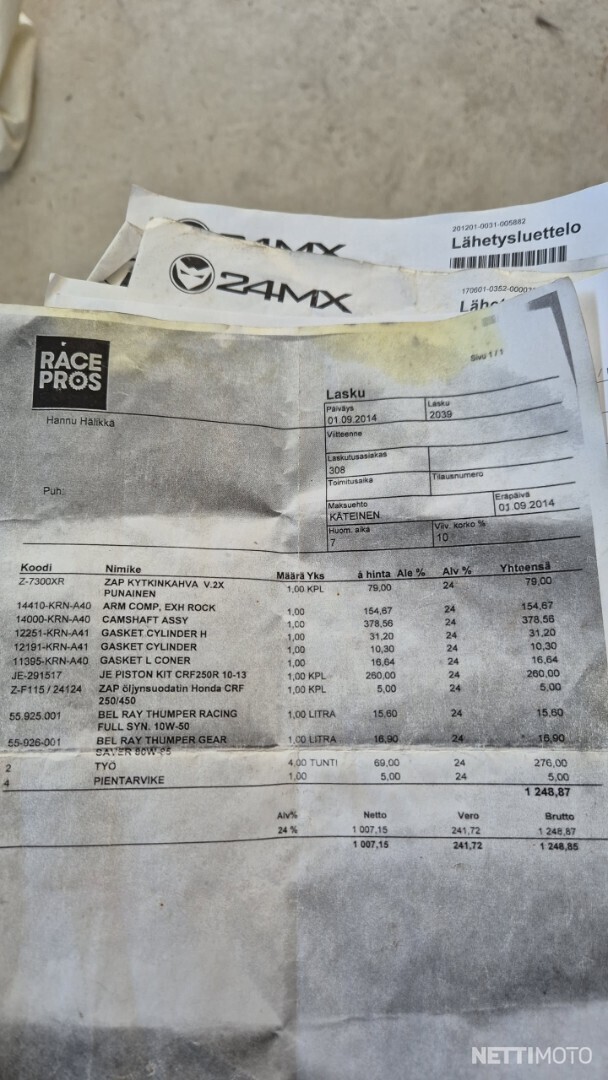 201201-0031-005882
24MX
Lähetysluettelo
170601-0352-0000
24MX
RACE
PROS
Sivu 1 / 1
Hannu Hälikkä
Lasku
Päiväys Lasku
01.09.2014 2039
Viitteenne
Laskutusasiakas
308
Toimitusaika Tilausnumero
Puh:
Maksuehto Eräpäivä
KÄTEINEN 01.09.2014
Huom. aika Viiv. korko %
7 10
Koodi Nimike Määrä Yks à hinta Ale % Alv % Yhteensä
Z-7300XR ZAP KYTKINKAHVA V.2X 1,00 KPL 79,00 24 79,00
PUNAINEN
14410-KRN-A40 ARM COMP, EXH ROCK 1,00 154,67 24 154,67
14000-KRN-A40 CAMSHAFT ASSY 1,00 378,56 24 378,56
12251-KRN-A41 GASKET CYLINDER H 1,00 31,20 24 31,20
12191-KRN-A41 GASKET CYLINDER 1,00 10,30 24 10,30
11395-KRN-A40 GASKET L CONER 1,00 16,64 24 16,64
JE-291517 JE PISTON KIT CRF250R 10-13 1,00 KPL 260,00 24 260,00
Z-F115 / 24124 ZAP öljynsuodatin Honda CRF 1,00 KPL 5,00 24 5,00
250/450
55.925.001 BEL RAY THUMPER RACING 1,00 LITRA 15,60 24 15,60
FULL SYN. 10W-50
55-926-001 BEL RAY THUMPER GEAR 1,00 LITRA 16,90 24 16,90
SAVER 80W-85
2 TYÖ 4,00 TUNTI 69,00 24 276,00
4 PIENTARVIKE 1,00 5,00 24 5,00
1 248,87
Alv% Netto Vero Brutto
24 % 1 007,15 241,72 1 248,87
1 007,15 241,72 1 248,85
NETTIMOTO